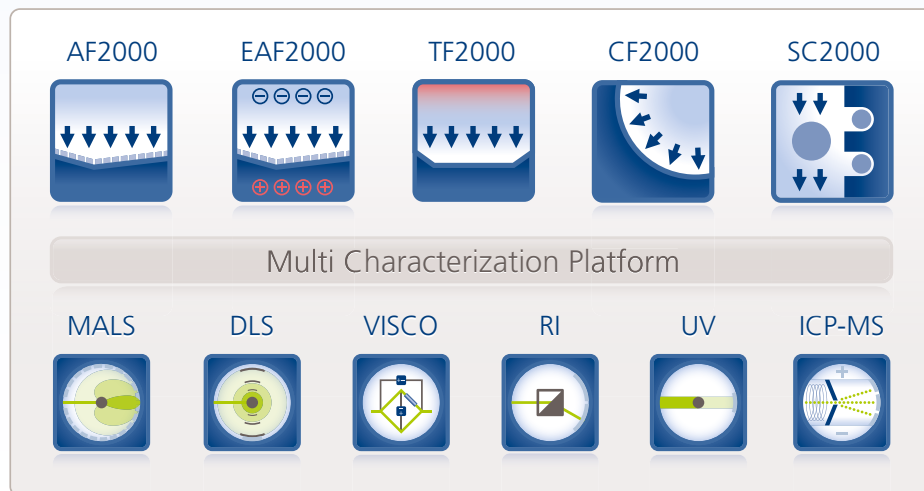 AF2000 EAF2000 TF2000 CF2000 SC2000
Multi Characterization Platform
MALS DLS VISCO RI UV ICP-MS